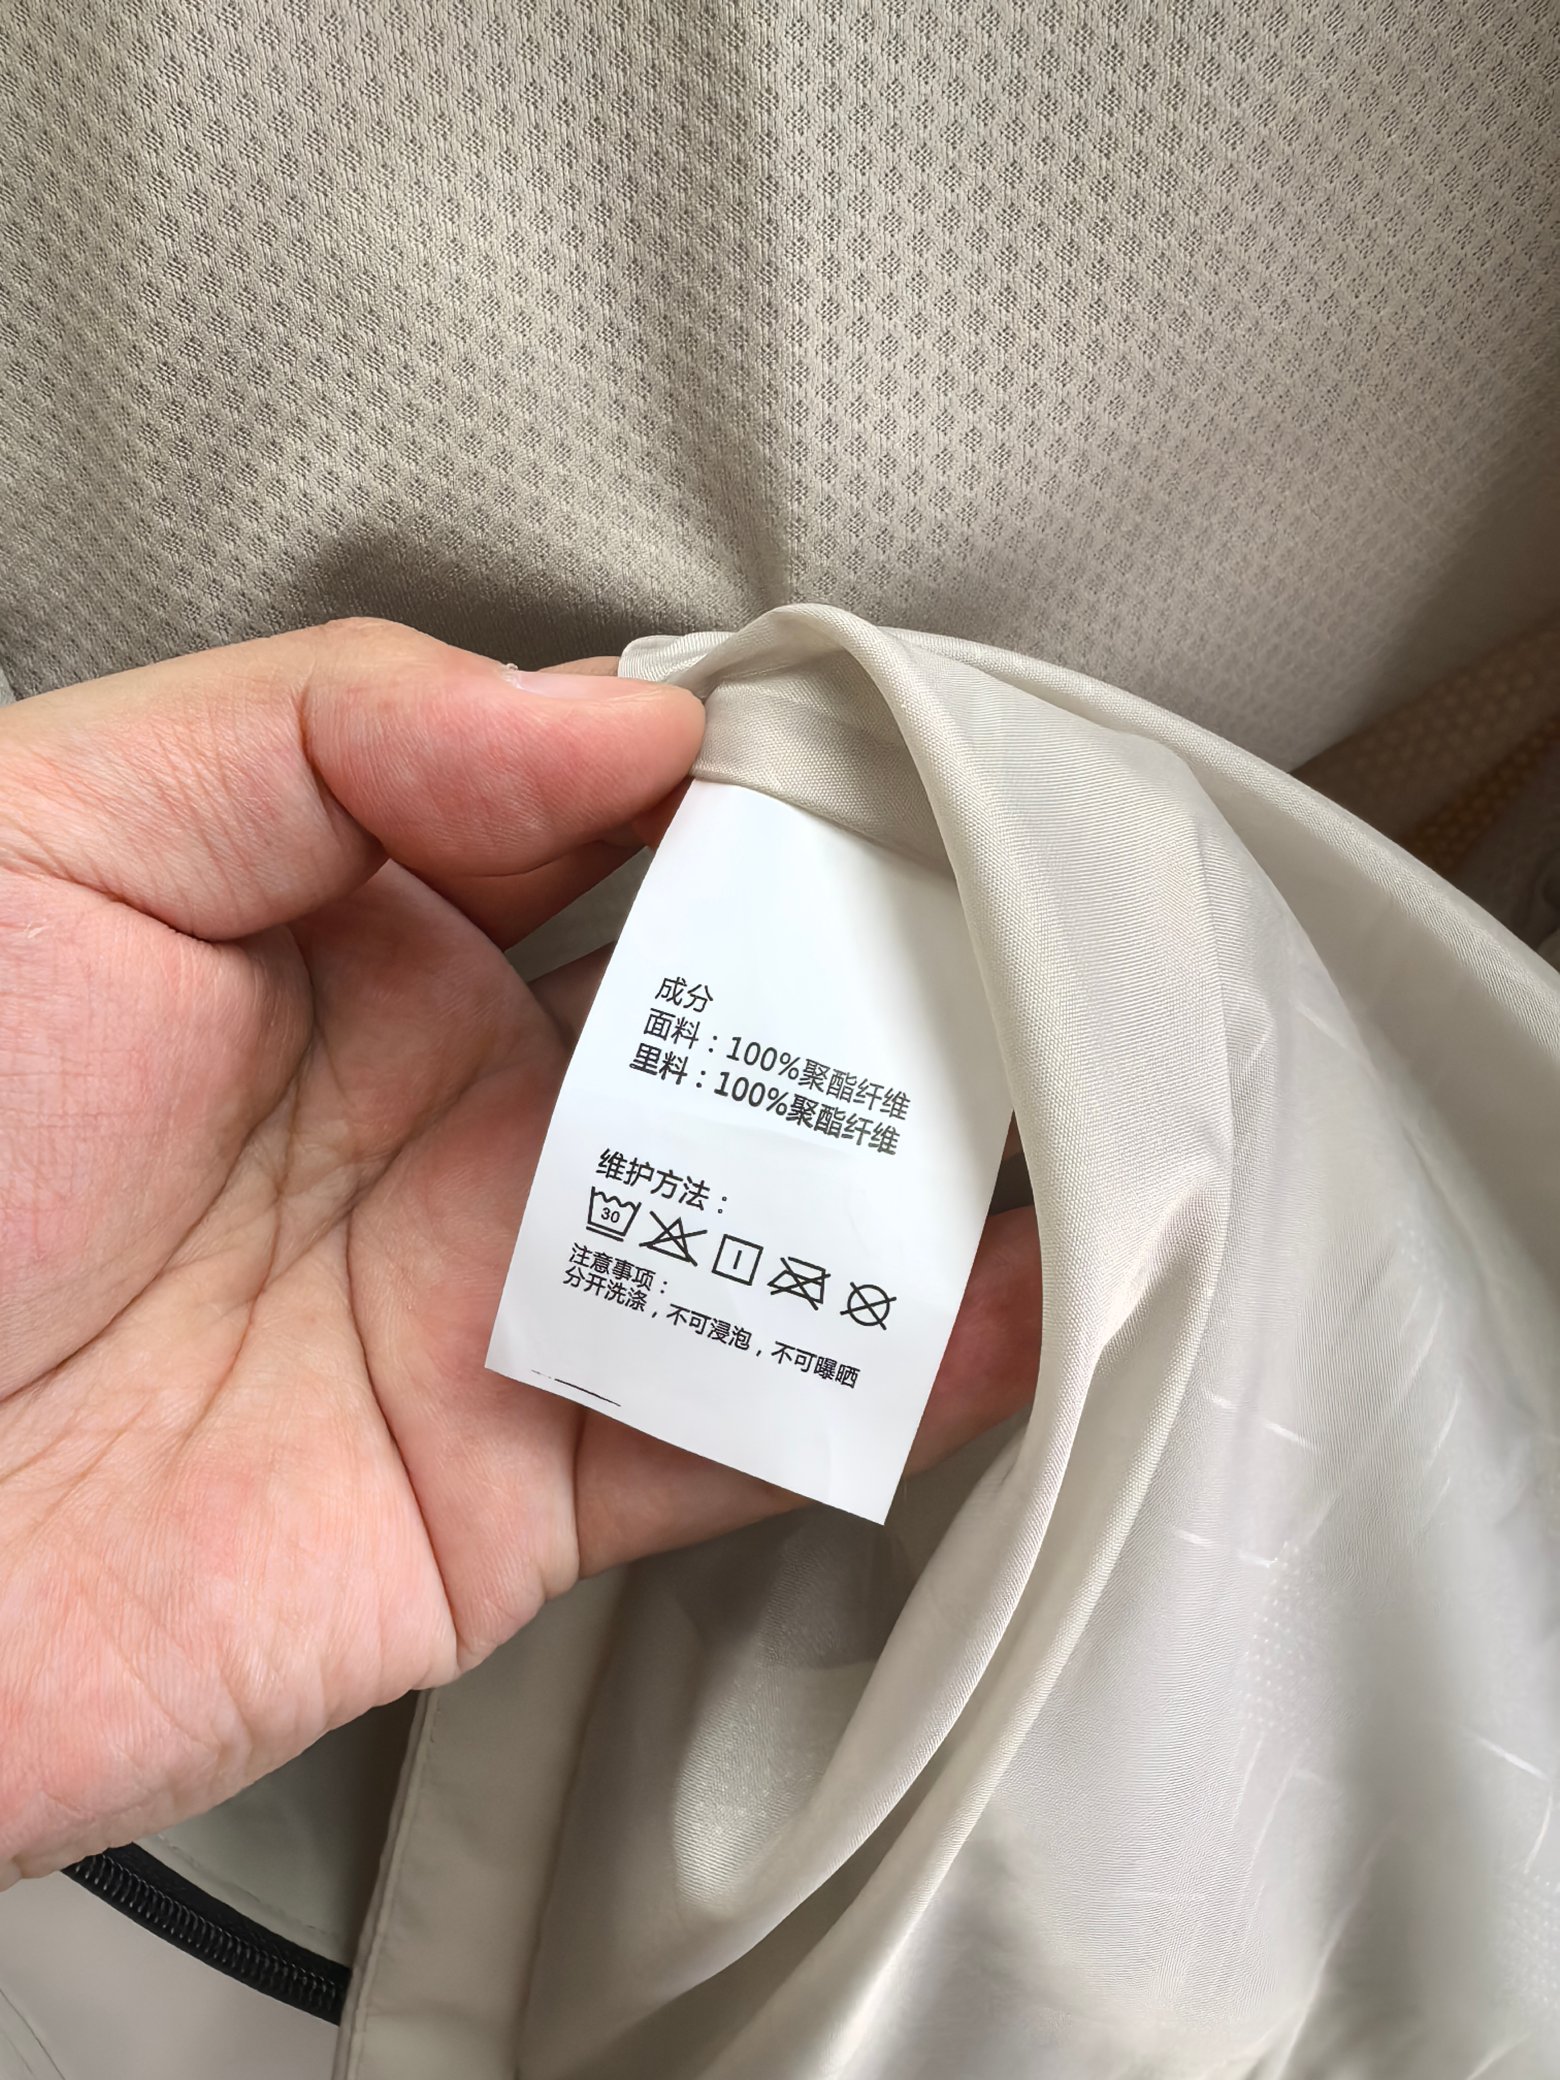 成分
面料：100%聚酯纤维
里料：100%聚酯纤维
维护方法：
30
注意事项：
分开洗涤，不可浸泡，不可曝晒